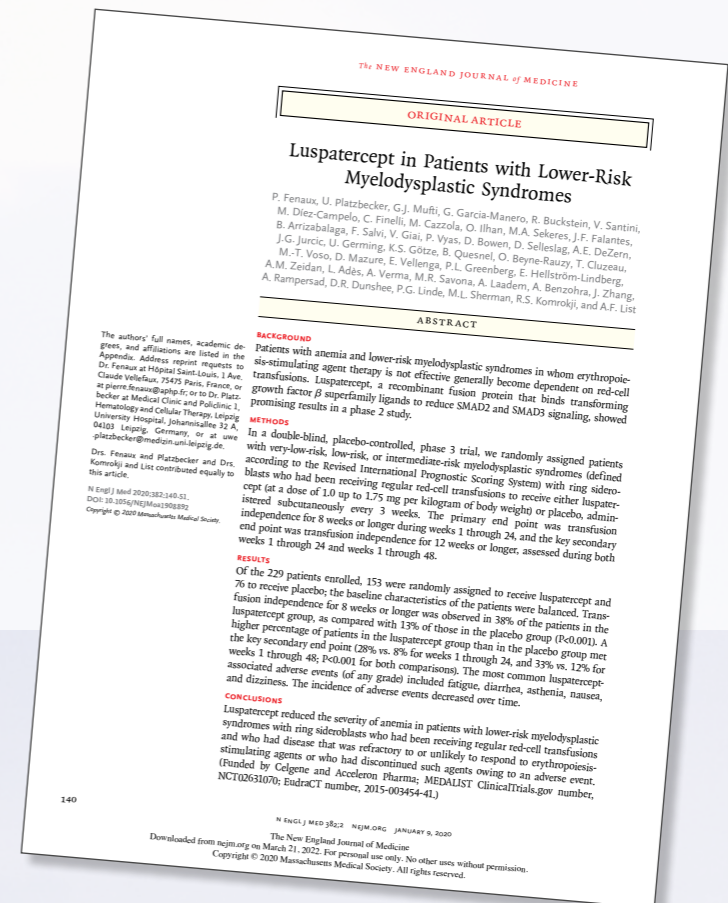 The NEW ENGLAND JOURNAL of MEDICINE
ORIGINAL ARTICLE
Luspatercept in Patients with Lower-Risk
Myelodysplastic Syndromes
P. Fenaux, U. Platzbecker, G.J. Mufti, G. Garcia-Manero, R. Buckstein, V. Santini,
M. Díez-Campelo, C. Finelli, M. Cazzola, O. Ilhan, M.A. Sekeres, J.F. Falantes,
B. Arrizabalaga, F. Salvi, V. Giai, P. Vyas, D. Bowen, D. Selleslag, A.E. DeZern,
J.G. Jurcic, U. Germing, K.S. Götze, B. Quesnel, O. Beyne-Rauzy, T. Cluzeau,
M.-T. Voso, D. Mazure, E. Vellenga, P.L. Greenberg, E. Hellström-Lindberg,
A.M. Zeidan, L. Adès, A. Verma, M.R. Savona, A. Laadem, A. Benzohra, J. Zhang,
A. Rampersad, D.R. Dunshee, P.G. Linde, M.L. Sherman, R.S. Komrokji, and A.F. List
ABSTRACT
The authors' full names, academic de-
grees, and affiliations are listed in the
Appendix. Address reprint requests to
Dr. Fenaux at Hôpital Saint-Louis, 1 Ave.
Claude Vellefaux, 75475 Paris, France, or
at pierre.fenaux@aphp.fr; or to Dr. Platz-
becker at Medical Clinic and Policlinic 1,
Hematology and Cellular Therapy, Leipzig
University Hospital, Johannisallee 32 A,
04103 Leipzig, Germany, or at uwe
.platzbecker@medizin.uni-leipzig.de.
Drs. Fenaux and Platzbecker and Drs.
Komrokji and List contributed equally to
this article.
N Engl J Med 2020;382:140-51.
DOI: 10.1056/NEJMoa1908892
Copyright © 2020 Massachusetts Medical Society.
BACKGROUND
Patients with anemia and lower-risk myelodysplastic syndromes in whom erythropoie-
sis-stimulating agent therapy is not effective generally become dependent on red-cell
transfusions. Luspatercept, a recombinant fusion protein that binds transforming
growth factor β superfamily ligands to reduce SMAD2 and SMAD3 signaling, showed
promising results in a phase 2 study.
METHODS
In a double-blind, placebo-controlled, phase 3 trial, we randomly assigned patients
with very-low-risk, low-risk, or intermediate-risk myelodysplastic syndromes (defined
according to the Revised International Prognostic Scoring System) with ring sidero-
blasts who had been receiving regular red-cell transfusions to receive either luspater-
cept (at a dose of 1.0 up to 1.75 mg per kilogram of body weight) or placebo, admin-
istered subcutaneously every 3 weeks. The primary end point was transfusion
independence for 8 weeks or longer during weeks 1 through 24, and the key secondary
end point was transfusion independence for 12 weeks or longer, assessed during both
weeks 1 through 24 and weeks 1 through 48.
RESULTS
Of the 229 patients enrolled, 153 were randomly assigned to receive luspatercept and
76 to receive placebo; the baseline characteristics of the patients were balanced. Trans-
fusion independence for 8 weeks or longer was observed in 38% of the patients in the
luspatercept group, as compared with 13% of those in the placebo group (P<0.001). A
higher percentage of patients in the luspatercept group than in the placebo group met
the key secondary end point (28% vs. 8% for weeks 1 through 24, and 33% vs. 12% for
weeks 1 through 48; P<0.001 for both comparisons). The most common luspatercept-
associated adverse events (of any grade) included fatigue, diarrhea, asthenia, nausea,
and dizziness. The incidence of adverse events decreased over time.
CONCLUSIONS
Luspatercept reduced the severity of anemia in patients with lower-risk myelodysplastic
syndromes with ring sideroblasts who had been receiving regular red-cell transfusions
and who had disease that was refractory to or unlikely to respond to erythropoiesis-
stimulating agents or who had discontinued such agents owing to an adverse event.
(Funded by Celgene and Acceleron Pharma; MEDALIST ClinicalTrials.gov number,
NCT02631070; EudraCT number, 2015-003454-41.)
140
N ENGL J MED 382;2 NEJM.ORG JANUARY 9, 2020
The New England Journal of Medicine
Downloaded from nejm.org on March 21, 2022. For personal use only. No other uses without permission.
Copyright © 2020 Massachusetts Medical Society. All rights reserved.